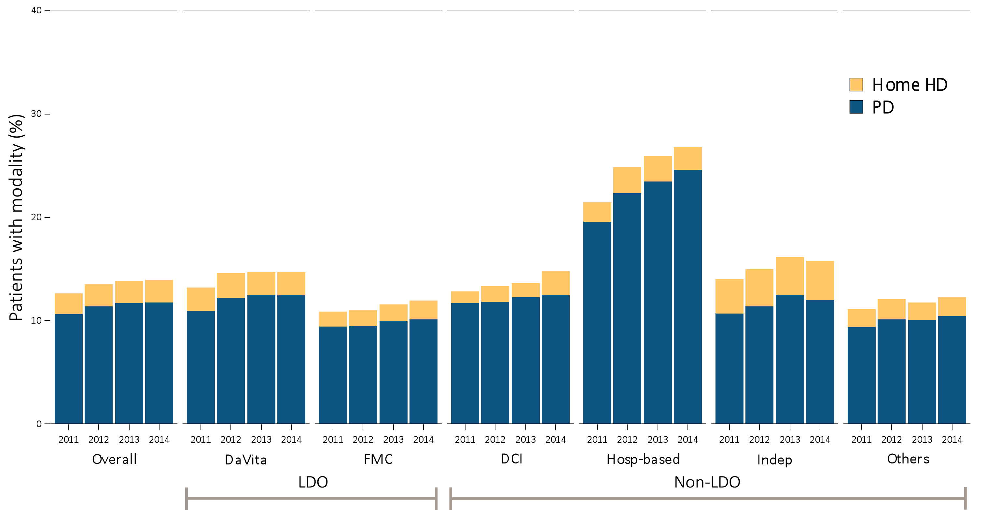 40
30
20
10
0
Patients with modality (%)
Home HD
PD
2011 2012 2013 2014 2011 2012 2013 2014 2011 2012 2013 2014 2011 2012 2013 2014 2011 2012 2013 2014 2011 2012 2013 2014 2011 2012 2013 2014
Overall DaVita FMC DCI Hosp-based Indep Others
LDO Non-LDO